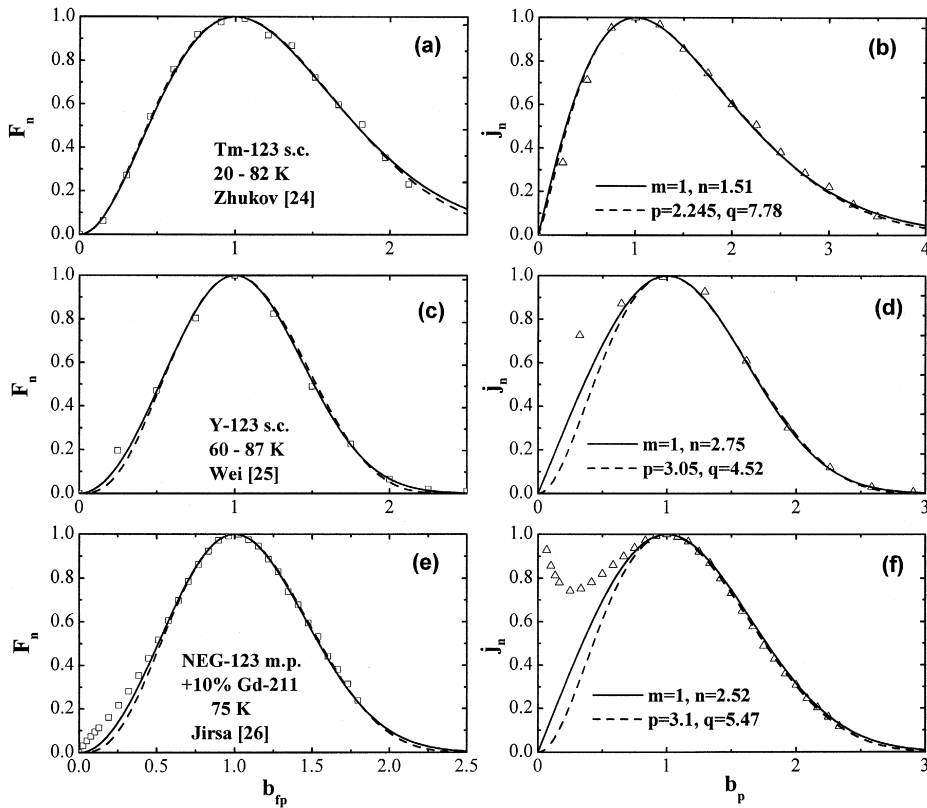 1.0
0.8
0.6
0.4
0.2
0.0
0
1
2
F_n
(a)
Tm-123 s.c.
20 - 82 K
Zhukov [24]
1.0
0.8
0.6
0.4
0.2
0.0
0
1
2
3
4
j_n
(b)
m=1, n=1.51
p=2.245, q=7.78
1.0
0.8
0.6
0.4
0.2
0.0
0
1
2
F_n
(c)
Y-123 s.c.
60 - 87 K
Wei [25]
1.0
0.8
0.6
0.4
0.2
0.0
0
1
2
3
j_n
(d)
m=1, n=2.75
p=3.05, q=4.52
1.0
0.8
0.6
0.4
0.2
0.0
0.0
0.5
1.0
1.5
2.0
2.5
F_n
(e)
NEG-123 m.p.
+10% Gd-211
75 K
Jirsa [26]
b_fp
1.0
0.8
0.6
0.4
0.2
0.0
0
1
2
3
j_n
(f)
m=1, n=2.52
p=3.1, q=5.47
b_p